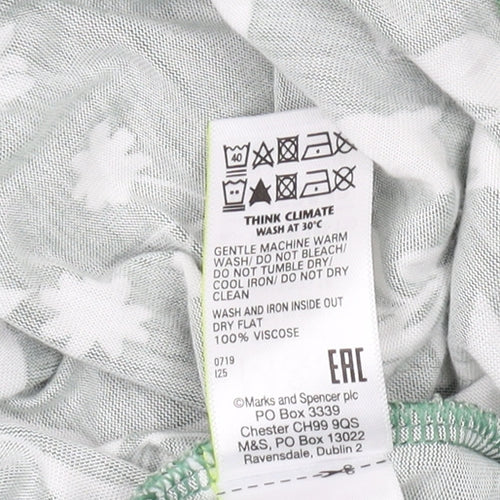 40
THINK CLIMATE
WASH AT 30°C
GENTLE MACHINE WARM
WASH/ DO NOT BLEACH/
DO NOT TUMBLE DRY/
COOL IRON/ DO NOT DRY
CLEAN
WASH AND IRON INSIDE OUT
DRY FLAT
100% VISCOSE
0719
I25
EAC
©Marks and Spencer plc
PO Box 3339
Chester CH99 9QS
M&S, PO Box 13022
Ravensdale, Dublin 2